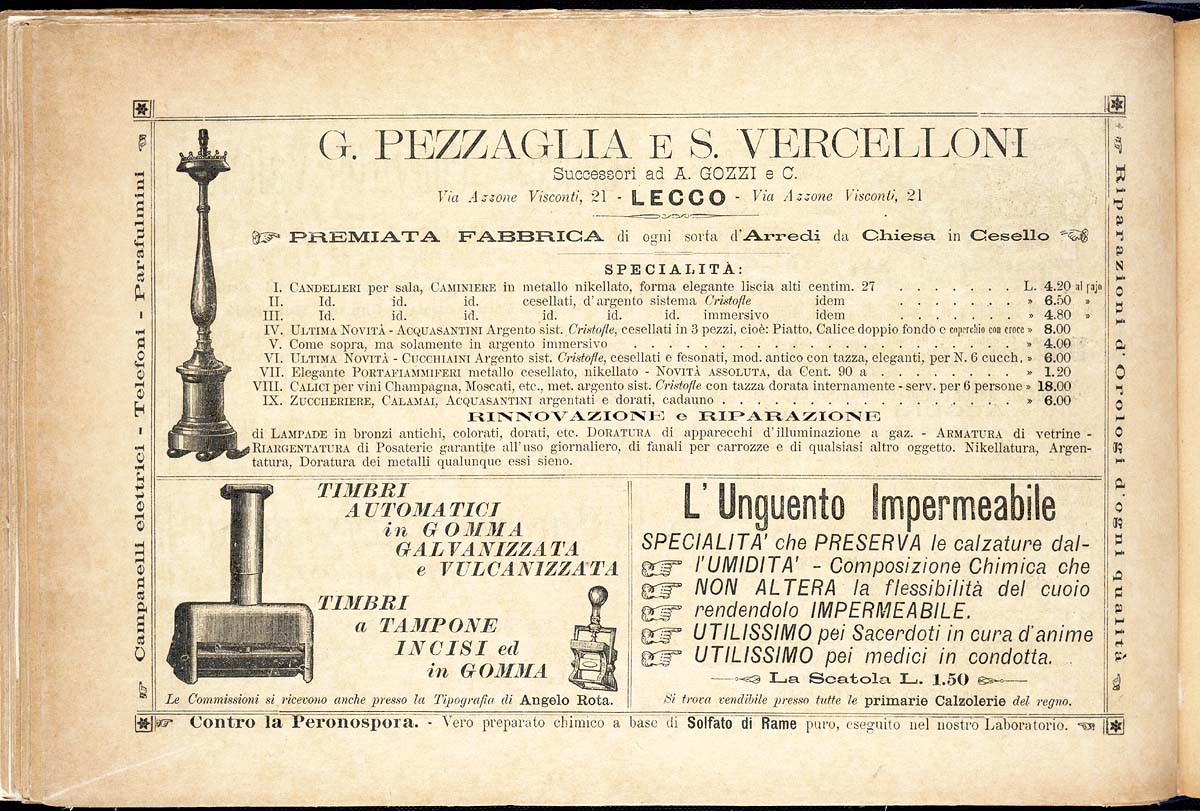 G. PEZZAGLIA E S. VERCELLONI
Successori ad A. GOZZI e C.
Via Azzone Visconti, 21 - LECCO - Via Azzone Visconti, 21
PREMIATA FABBRICA di ogni sorta d'Arredi da Chiesa in Cesello
SPECIALITÀ:
I. CANDELIERI per sala, CAMINIERE in metallo nikellato, forma elegante liscia alti centim. 27 . . . . . . . L. 4.20 al pajo
II. Id. id. id. cesellati, d'argento sistema Cristofle idem . . . . . . . » 6.50 »
III. Id. id. id. id. id. id. immersivo idem . . . . . . . » 4.80 »
IV. ULTIMA NOVITÀ - ACQUASANTINI Argento sist. Cristofle, cesellati in 3 pezzi, cioè: Piatto, Calice doppio fondo e coperchio con croce » 8.00
V. Come sopra, ma solamente in argento immersivo . . . . . . . » 4.00
VI. ULTIMA NOVITÀ - CUCCHIAINI Argento sist. Cristofle, cesellati e fesonati, mod. antico con tazza, eleganti, per N. 6 cucch. » 6.00
VII. Elegante PORTAFIAMMIFERI metallo cesellato, nikellato - NOVITÀ ASSOLUTA, da Cent. 90 a . . . . . . . » 1.20
VIII. CALICI per vini Champagna, Moscati, etc., met. argento sist. Cristofle con tazza dorata internamente - serv. per 6 persone » 18.00
IX. ZUCCHERIERE, CALAMAI, ACQUASANTINI argentati e dorati, cadauno . . . . . . . » 6.00
RINNOVAZIONE e RIPARAZIONE
di LAMPADE in bronzi antichi, colorati, dorati, etc. DORATURA di apparecchi d'illuminazione a gaz. - ARMATURA di vetrine -
RIARGENTATURA di Posaterie garantite all'uso giornaliero, di fanali per carrozze e di qualsiasi altro oggetto. Nikellatura, Argen-
tatura, Doratura dei metalli qualunque essi sieno.
Campanelli elettrici - Telefoni - Parafulmini
Riparazioni d'Orologi d'ogni qualità
TIMBRI
AUTOMATICI
in GOMMA
GALVANIZZATA
e VULCANIZZATA
TIMBRI
a TAMPONE
INCISI ed
in GOMMA
Le Commissioni si ricevono anche presso la Tipografia di Angelo Rota.
L'Unguento Impermeabile
SPECIALITA' che PRESERVA le calzature dal-
l'UMIDITA' - Composizione Chimica che
NON ALTERA la flessibilità del cuoio
rendendolo IMPERMEABILE.
UTILISSIMO pei Sacerdoti in cura d'anime
UTILISSIMO pei medici in condotta.
La Scatola L. 1.50
Si trova vendibile presso tutte le primarie Calzolerie del regno.
Contro la Peronospora. - Vero preparato chimico a base di Solfato di Rame puro, eseguito nel nostro Laboratorio.